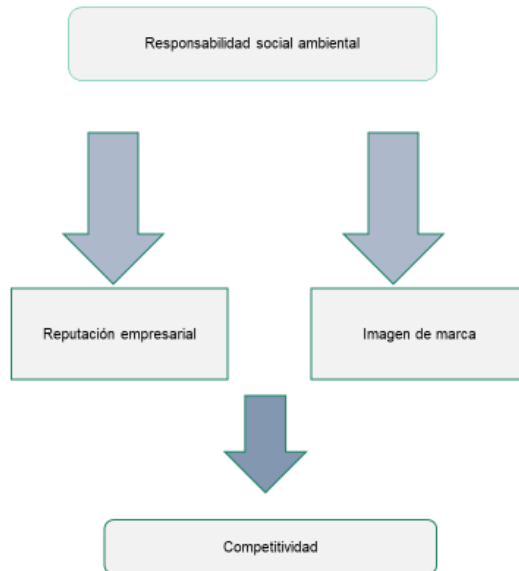 Responsabilidad social ambiental
Reputación empresarial
Imagen de marca
Competitividad